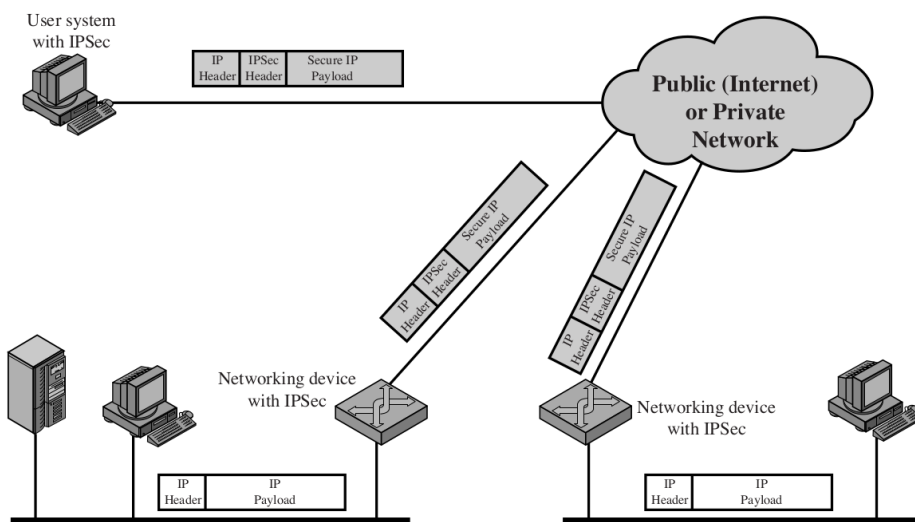 User system
with IPSec
IP
Header
IPSec
Header
Secure IP
Payload
Public (Internet)
or Private
Network
IP
Header
IPSec
Header
Secure IP
Payload
IP
Header
IPSec
Header
Secure IP
Payload
Networking device
with IPSec
Networking device
with IPSec
IP
Header
IP
Payload
IP
Header
IP
Payload